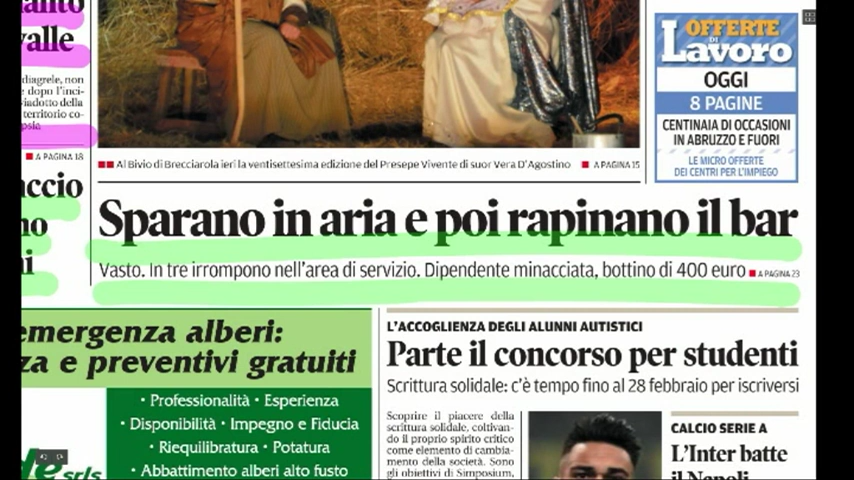 valle
diagrele, non
e dopo l'inci-
viadotto della
territorio co-
A PAGINA 18
OFFERTE
DI
Lavoro
OGGI
8 PAGINE
CENTINAIA DI OCCASIONI
IN ABRUZZO E FUORI
LE MICRO OFFERTE
DEI CENTRI PER L'IMPIEGO
Al Bivio di Brecciarola ieri la ventisettesima edizione del Presepe Vivente di suor Vera D'Agostino A PAGINA 15
Sparano in aria e poi rapinano il bar
Vasto. In tre irrompono nell'area di servizio. Dipendente minacciata, bottino di 400 euro A PAGINA 23
emergenza alberi:
za e preventivi gratuiti
• Professionalità • Esperienza
• Disponibilità • Impegno e Fiducia
• Riequilibratura • Potatura
• Abbattimento alberi alto fusto
srls
L'ACCOGLIENZA DEGLI ALUNNI AUTISTICI
Parte il concorso per studenti
Scrittura solidale: c'è tempo fino al 28 febbraio per iscriversi
Scoprire il piacere della
scrittura solidale, coltivan-
do il proprio spirito critico
come elemento di cambia-
mento della società. Sono
gli obiettivi di Simposium,
CALCIO SERIE A
L'Inter batte
il Napoli